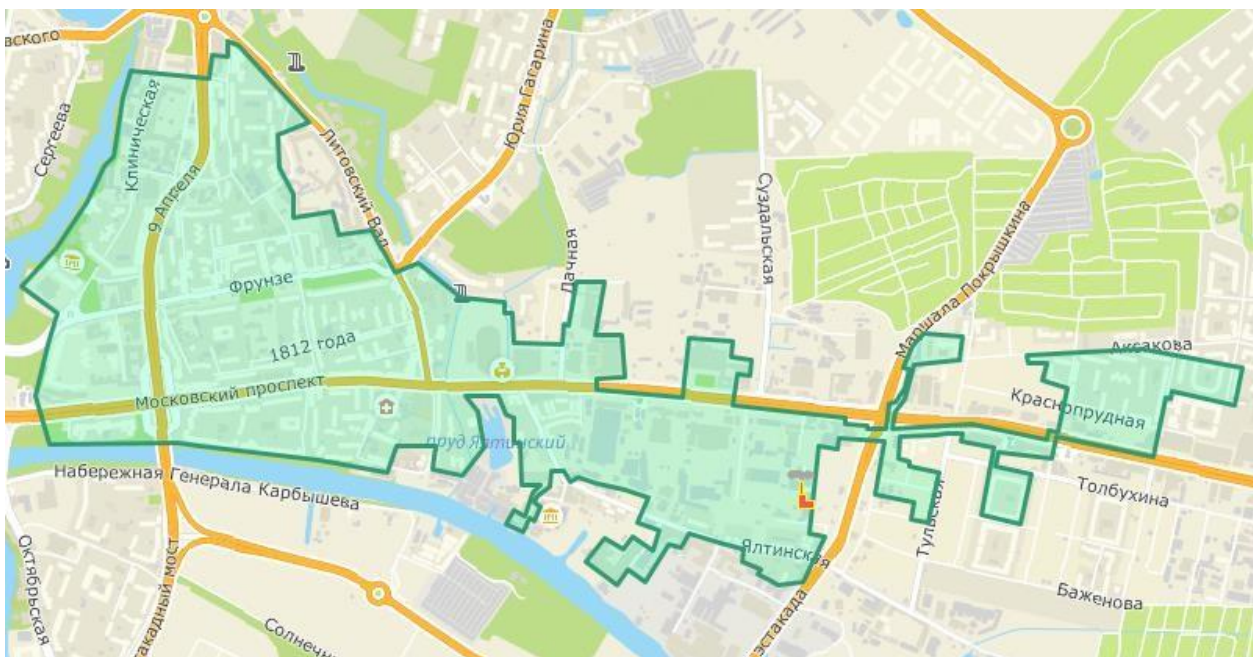 вского
Сергеева
Клиническая
9 Апреля
Литовский Вал
Юрия Гагарина
Дачная
Суздальская
Маршала Покрышкина
Фрунзе
1812 года
Московский проспект
Аксакова
Краснопрудная
пруд Ялтинский
Набережная Генерала Карбышева
Толбухина
Тульская
Ялтинская
Баженова
Октябрьская
акадный мост
Солнечн
эстакада